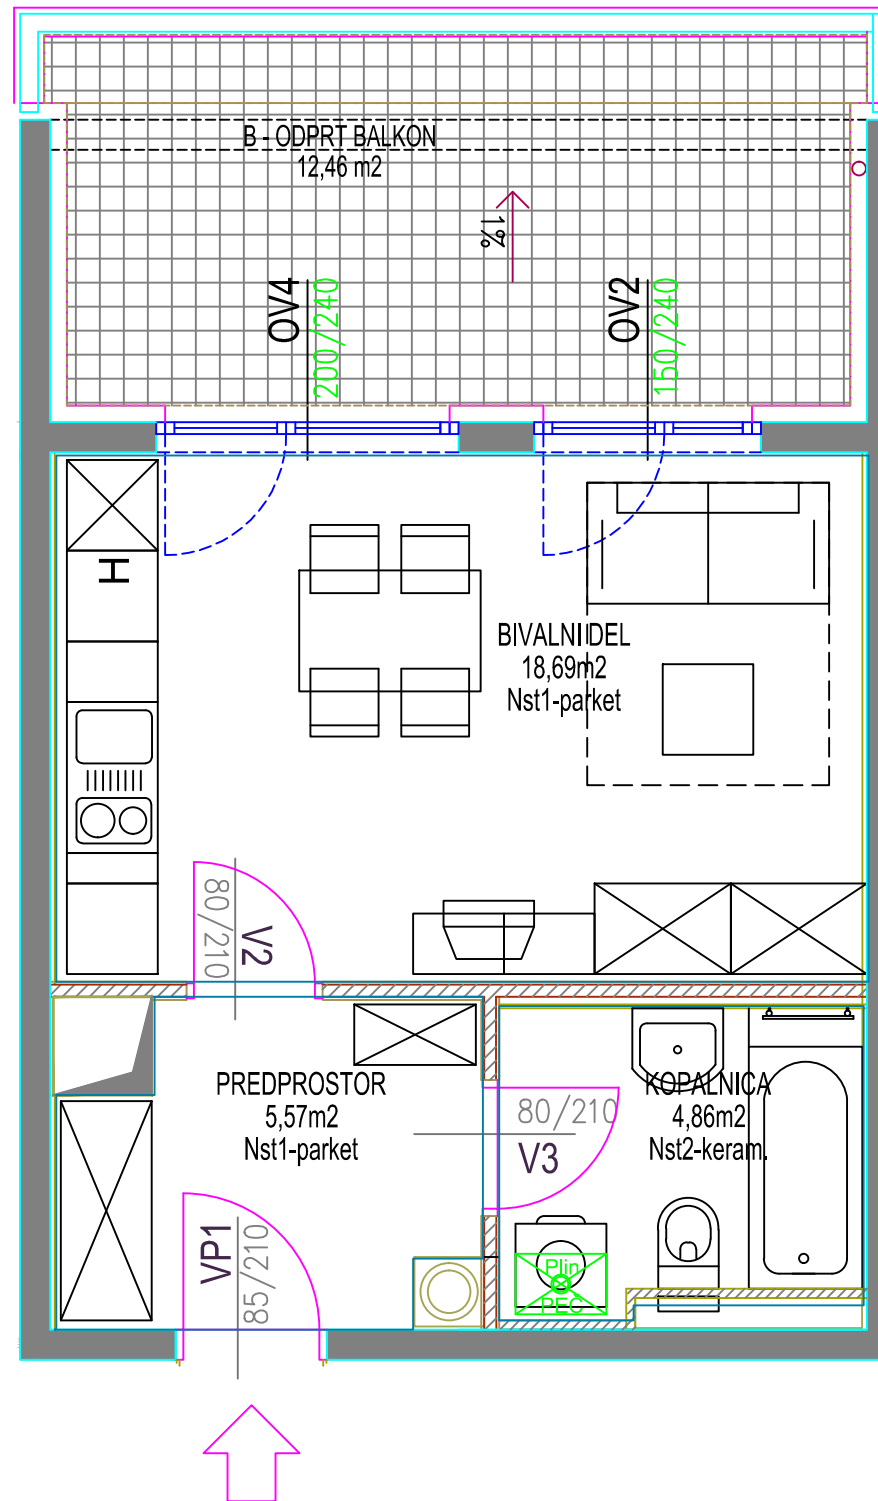 B - ODPRT BALKON
12,46 m2
1%
OV4
200/240
OV2
150/240
H
BIVALNI DEL
18,69m2
Nst1-parket
80/210
V2
PREDPROSTOR
5,57m2
Nst1-parket
80/210
V3
KOPALNICA
4,86m2
Nst2-keram.
VP1
85/210
Plin
PEC